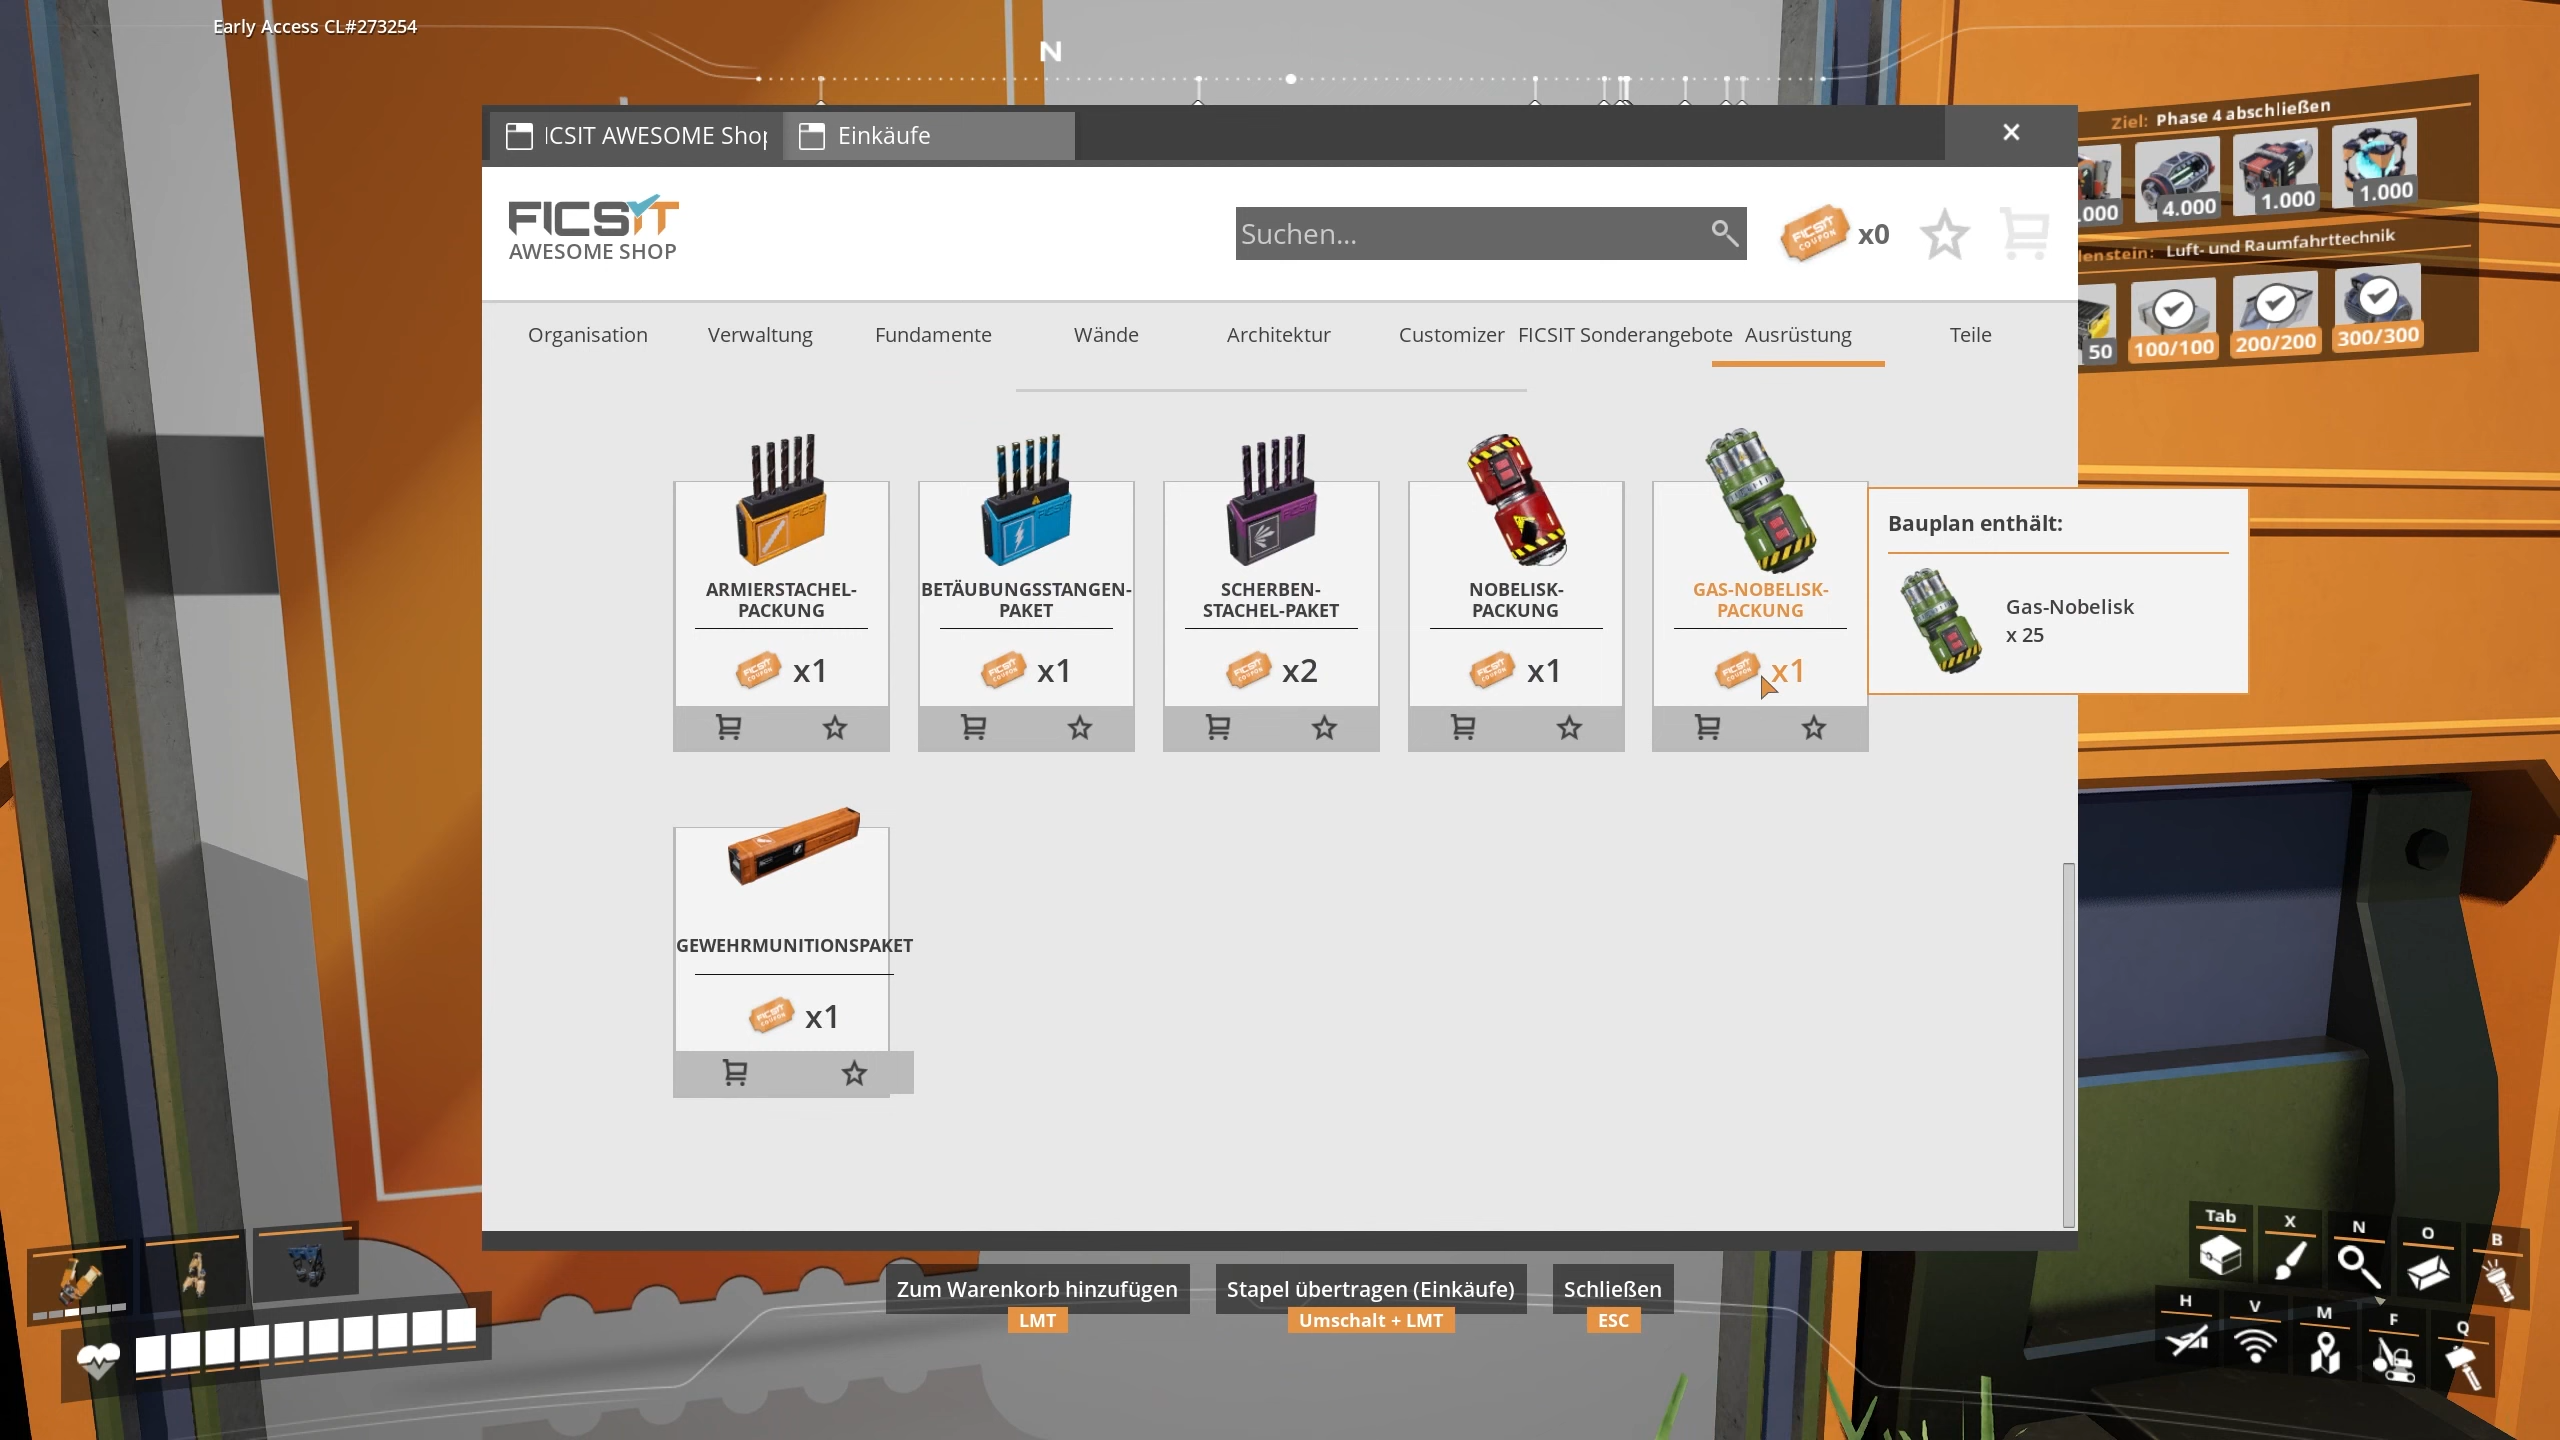 Early Access CL#273254
N
ICSIT AWESOME Shop
Einkäufe
Ziel: Phase 4 abschließen
.000
4.000
1.000
1.000
lenstein: Luft- und Raumfahrttechnik
50
100/100
200/200
300/300
FICSIT
AWESOME SHOP
Suchen...
FICSIT COUPON
x0
Organisation
Verwaltung
Fundamente
Wände
Architektur
Customizer
FICSIT Sonderangebote
Ausrüstung
Teile
ARMIERSTACHEL-
PACKUNG
x1
BETÄUBUNGSSTANGEN-
PAKET
x1
SCHERBEN-
STACHEL-PAKET
x2
NOBELISK-
PACKUNG
x1
GAS-NOBELISK-
PACKUNG
x1
Bauplan enthält:
Gas-Nobelisk
x 25
GEWEHRMUNITIONSPAKET
x1
Zum Warenkorb hinzufügen
LMT
Stapel übertragen (Einkäufe)
Umschalt + LMT
Schließen
ESC
Tab
X
N
O
B
H
V
M
F
Q